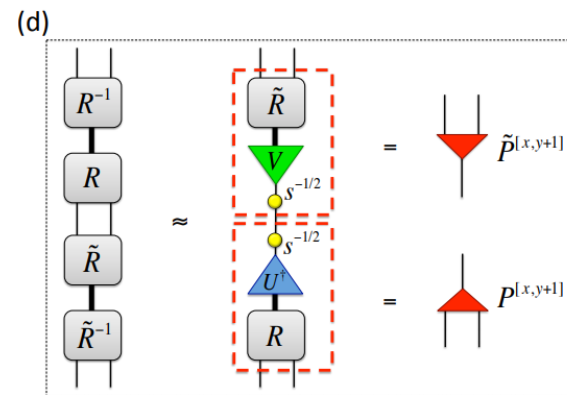 (d)
R⁻¹
R
R̃
R̃⁻¹
≈
R̃
V
s⁻¹/²
s⁻¹/²
U†
R
= P̃[x,y+1]
= P[x,y+1]